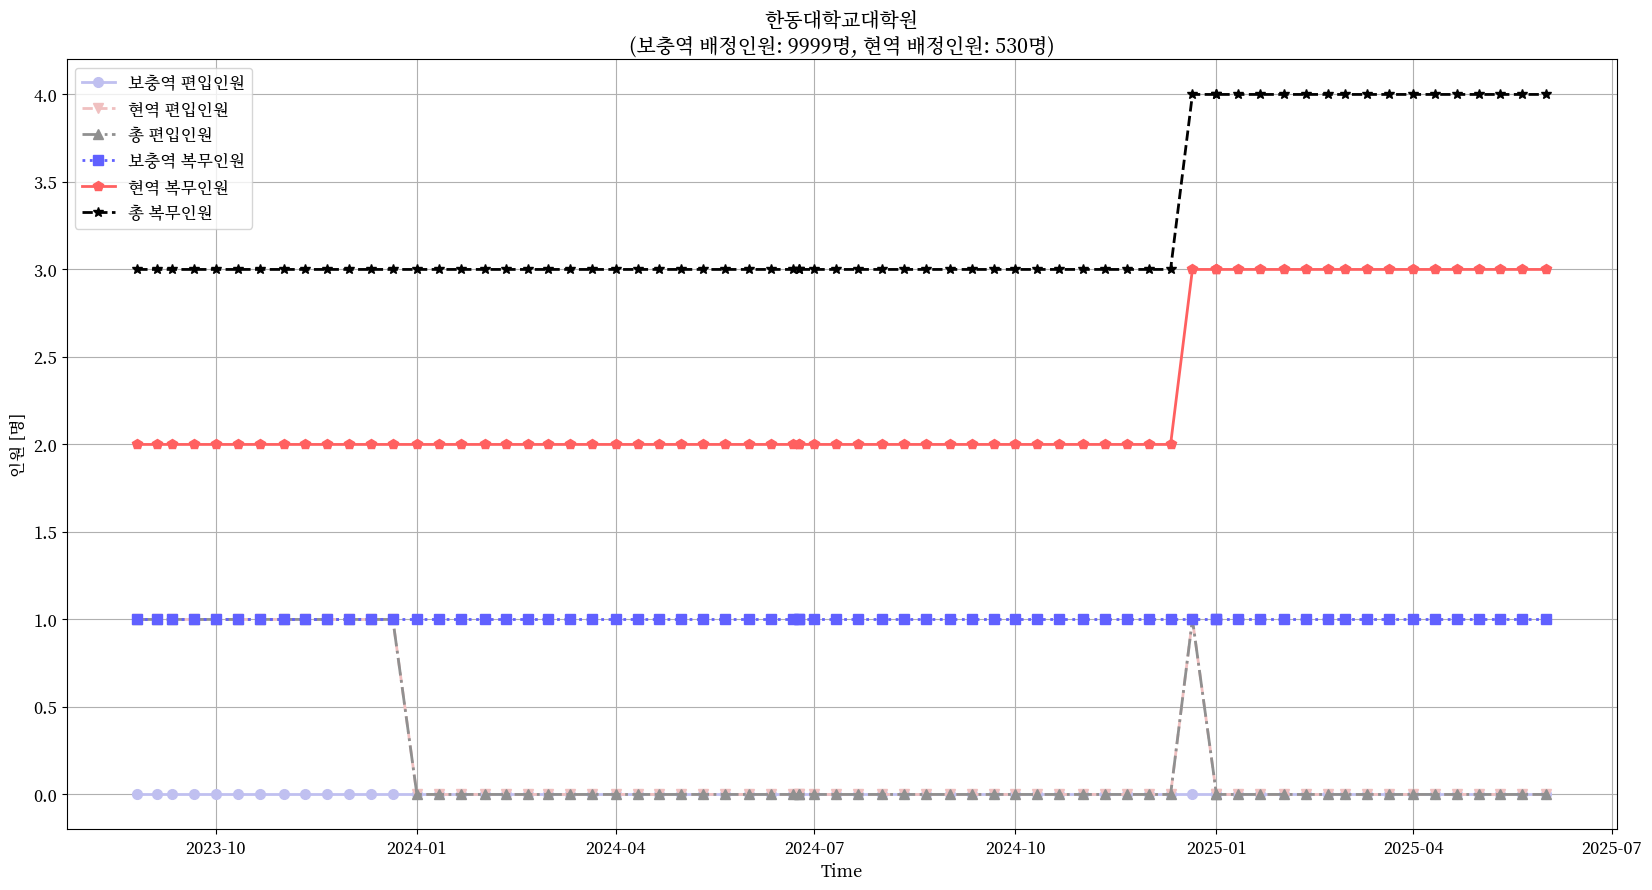 한동대학교대학원
(보충역 배정인원: 9999명, 현역 배정인원: 530명)
보충역 편입인원
현역 편입인원
총 편입인원
보충역 복무인원
현역 복무인원
총 복무인원
4.0
3.5
3.0
2.5
2.0
1.5
1.0
0.5
0.0
인원 [명]
2023-10
2024-01
2024-04
2024-07
2024-10
2025-01
2025-04
2025-07
Time